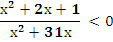 x² + 2x + 1
x² + 31x
< 0